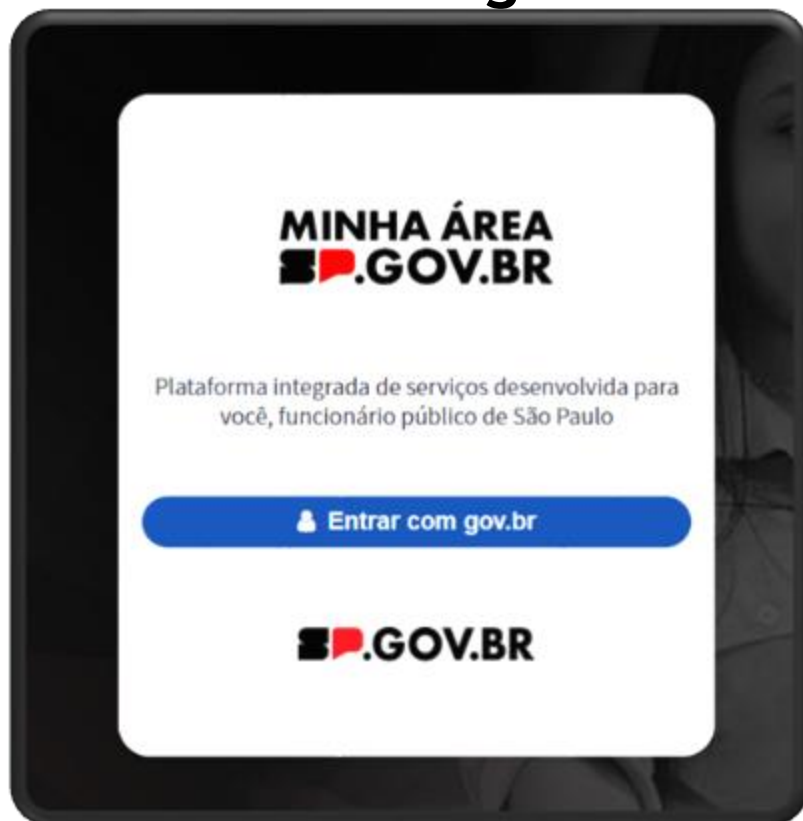 MINHA ÁREA
SP.GOV.BR
Plataforma integrada de serviços desenvolvida para
você, funcionário público de São Paulo
Entrar com gov.br
SP.GOV.BR